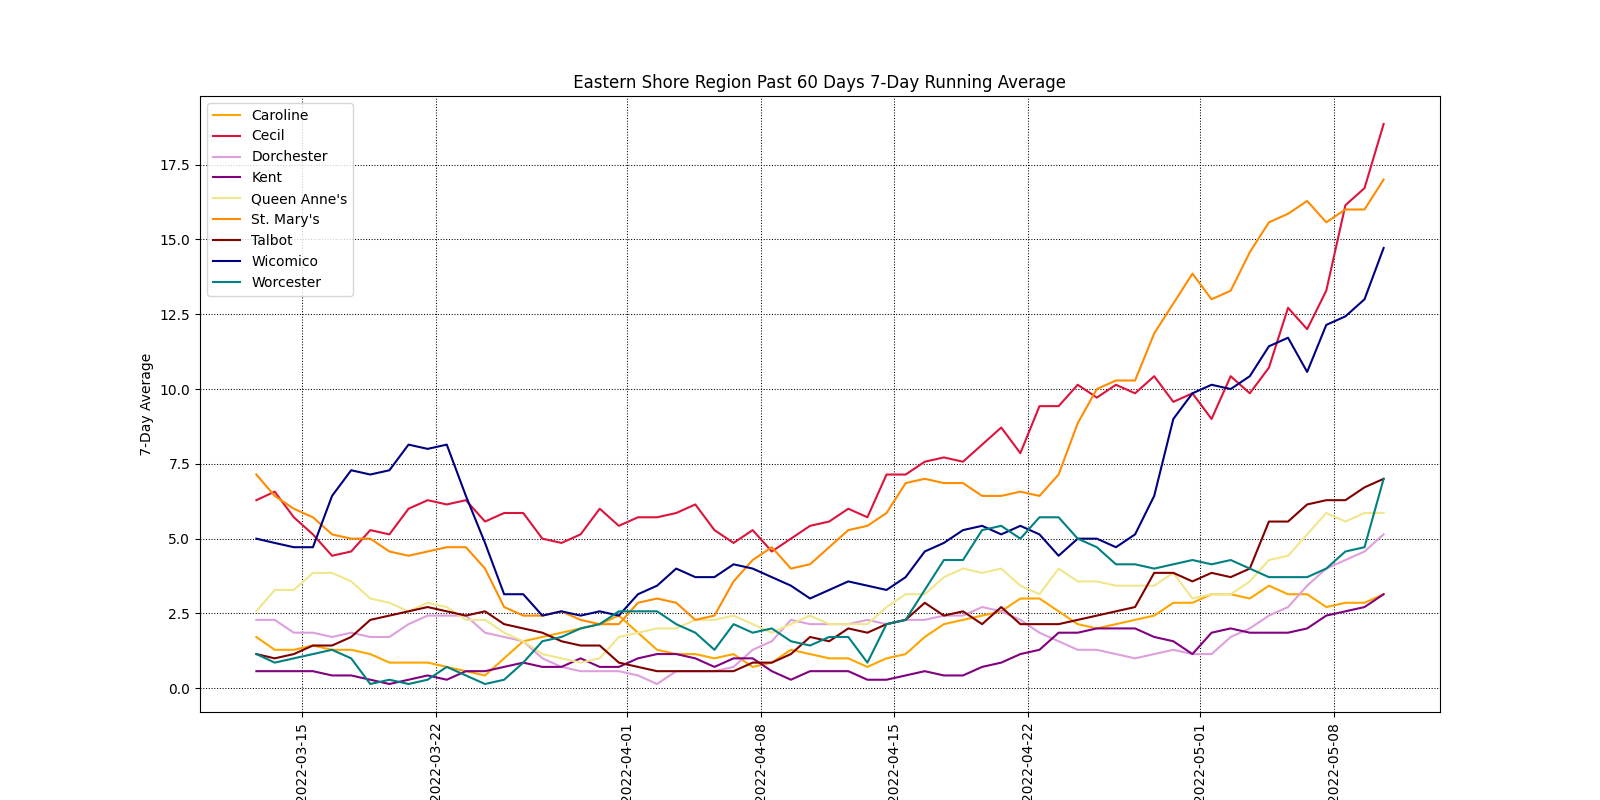 Eastern Shore Region Past 60 Days 7-Day Running Average
Caroline
Cecil
Dorchester
Kent
Queen Anne's
St. Mary's
Talbot
Wicomico
Worcester
17.5
15.0
12.5
10.0
7.5
5.0
2.5
0.0
7-Day Average
2022-03-15
2022-03-22
2022-04-01
2022-04-08
2022-04-15
2022-04-22
2022-05-01
2022-05-08